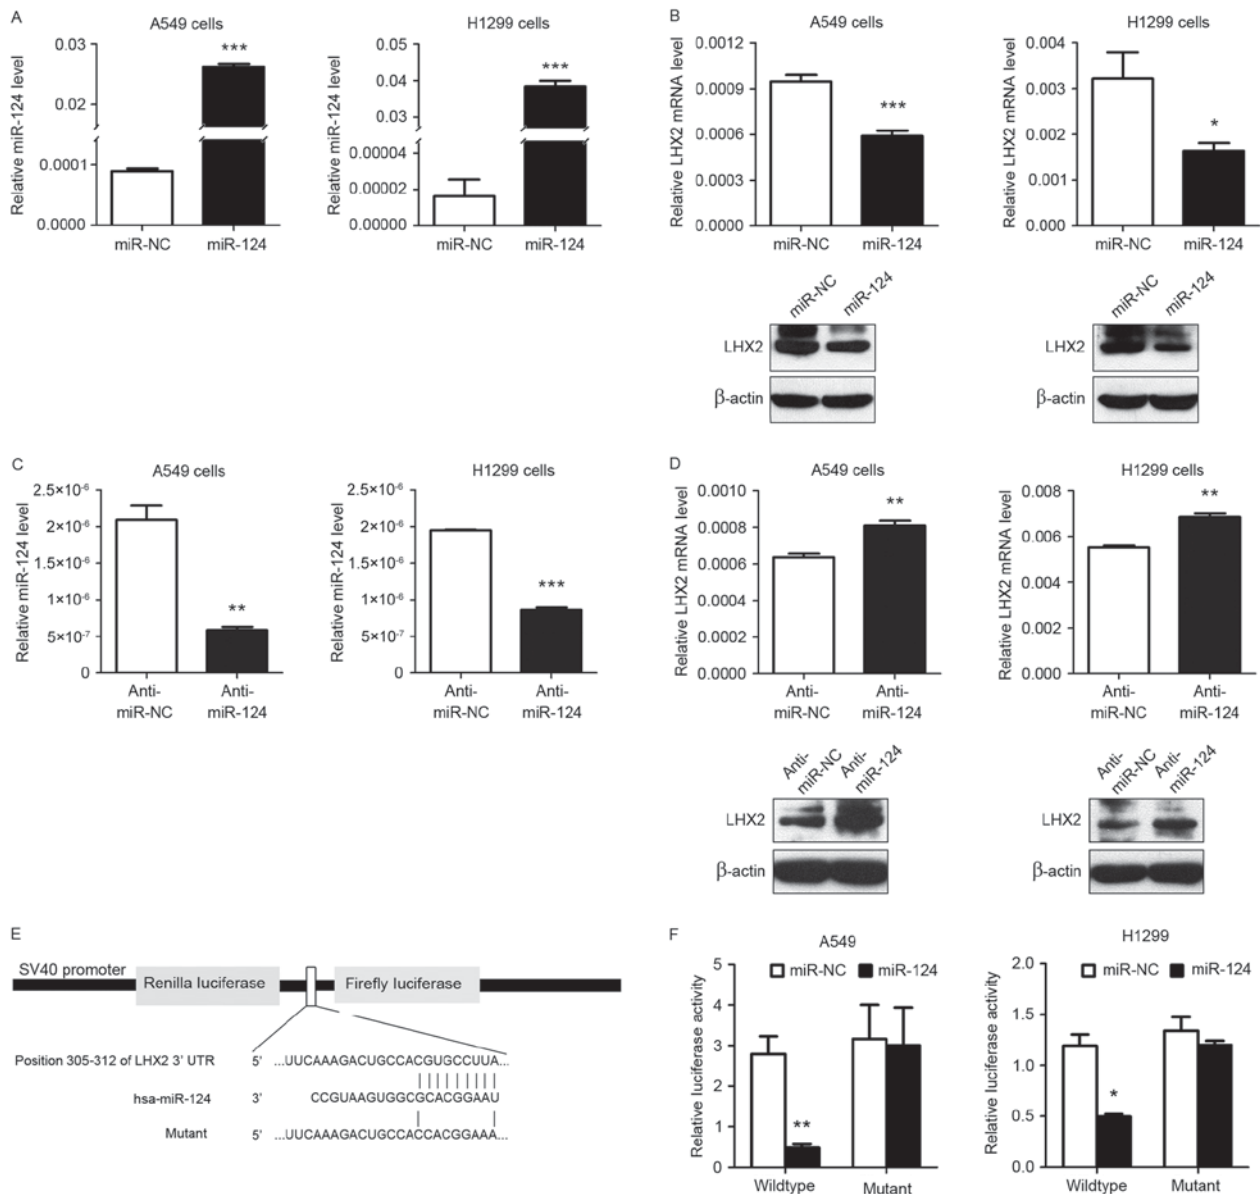 A
A549 cells
Relative miR-124 level
0.03
0.02
0.0001
0.0000
***
miR-NC
miR-124
H1299 cells
Relative miR-124 level
0.05
0.04
0.03
0.00004
0.00002
0.00000
***
miR-NC
miR-124
B
A549 cells
Relative LHX2 mRNA level
0.0012
0.0009
0.0006
0.0003
0.0000
***
miR-NC
miR-124
H1299 cells
Relative LHX2 mRNA level
0.004
0.003
0.002
0.001
0.000
*
miR-NC
miR-124
miR-NC
miR-124
LHX2
β-actin
miR-NC
miR-124
LHX2
β-actin
C
A549 cells
Relative miR-124 level
2.5×10⁻⁶
2×10⁻⁶
1.5×10⁻⁶
1×10⁻⁶
5×10⁻⁷
0
**
Anti-
miR-NC
Anti-
miR-124
H1299 cells
Relative miR-124 level
2.5×10⁻⁶
2×10⁻⁶
1.5×10⁻⁶
1×10⁻⁶
5×10⁻⁷
0
***
Anti-
miR-NC
Anti-
miR-124
D
A549 cells
Relative LHX2 mRNA level
0.0010
0.0008
0.0006
0.0004
0.0002
0.0000
**
Anti-
miR-NC
Anti-
miR-124
H1299 cells
Relative LHX2 mRNA level
0.008
0.006
0.004
0.002
0.000
**
Anti-
miR-NC
Anti-
miR-124
Anti-
miR-NC
Anti-
miR-124
LHX2
β-actin
Anti-
miR-NC
Anti-
miR-124
LHX2
β-actin
E
SV40 promoter
Renilla luciferase
Firefly luciferase
Position 305-312 of LHX2 3' UTR 5' ...UUCAAAGACUGCCACGUGCCUUA...
hsa-miR-124 3' CCGUAAGUGGCGCACGGAAU
Mutant 5' ...UUCAAAGACUGCCACCACGGAAA...
F
A549
Relative luciferase activity
5
4
3
2
1
0
miR-NC
miR-124
**
Wildtype
Mutant
H1299
Relative luciferase activity
2.0
1.5
1.0
0.5
0.0
miR-NC
miR-124
*
Wildtype
Mutant